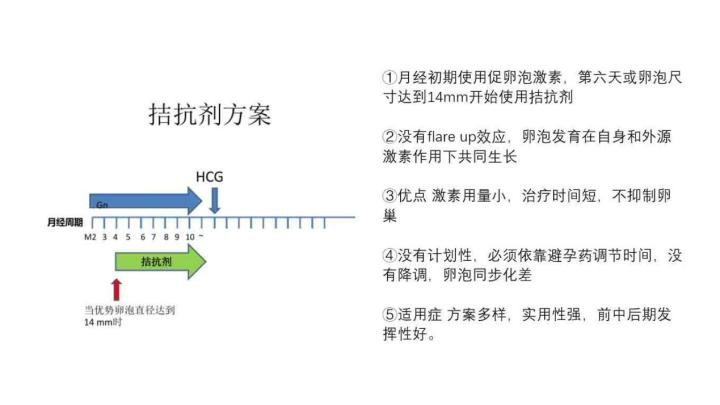 拮抗剂方案
HCG
Gn
月经周期
M2 3 4 5 6 7 8 9 10 ~
拮抗剂
当优势卵泡直径达到
14 mm时
①月经初期使用促卵泡激素，第六天或卵泡尺
寸达到14mm开始使用拮抗剂
②没有flare up效应，卵泡发育在自身和外源
激素作用下共同生长
③优点 激素用量小，治疗时间短，不抑制卵
巢
④没有计划性，必须依靠避孕药调节时间，没
有降调，卵泡同步化差
⑤适用症 方案多样，实用性强，前中后期发
挥性好。